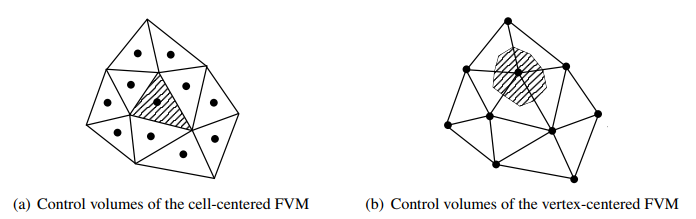 (a) Control volumes of the cell-centered FVM
(b) Control volumes of the vertex-centered FVM